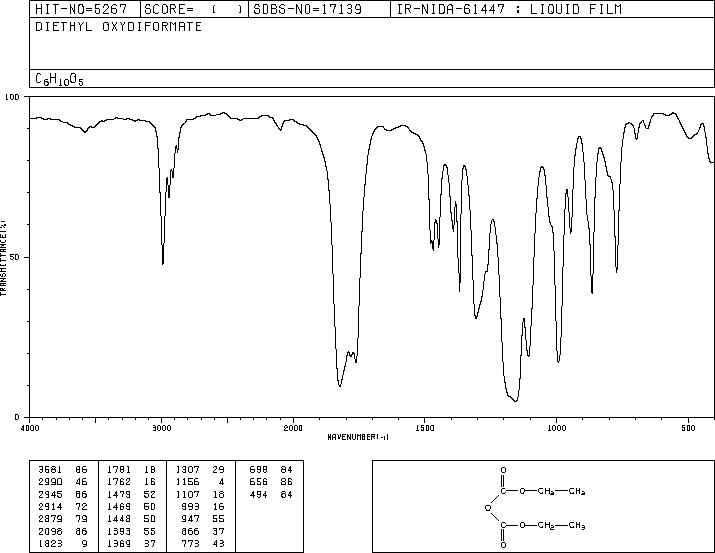 HIT-NO=5267 SCORE= ( ) SDBS-NO=17139 IR-NIDA-61447 : LIQUID FILM
DIETHYL OXYDIFORMATE
C6H10O5
100
50
0
TRANSMITTANCE(%)
4000 3000 2000 1500 1000 500
WAVENUMBER(-1)
3581 86 1781 18 1307 29 698 84
2990 46 1762 16 1156 4 656 86
2945 66 1479 52 1107 18 494 84
2914 72 1469 50 993 16
2879 79 1448 50 947 55
2098 86 1393 55 866 37
1823 9 1369 37 773 43
O
C O CH2 CH3
O
C O CH2 CH3
O